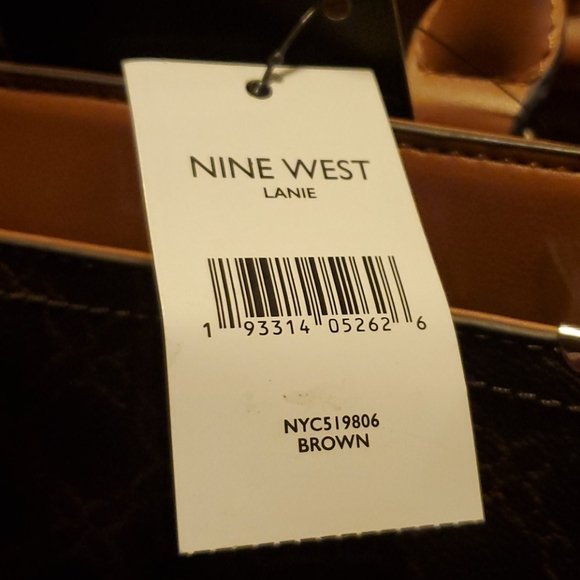 NINE WEST
LANIE
1 93314 05262 6
NYC519806
BROWN